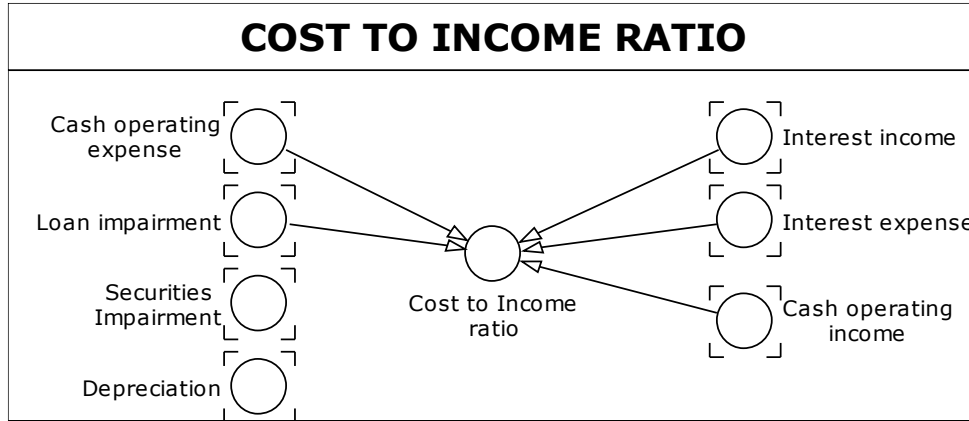 COST TO INCOME RATIO
Cash operating
expense
Loan impairment
Securities
Impairment
Depreciation
Cost to Income
ratio
Interest income
Interest expense
Cash operating
income